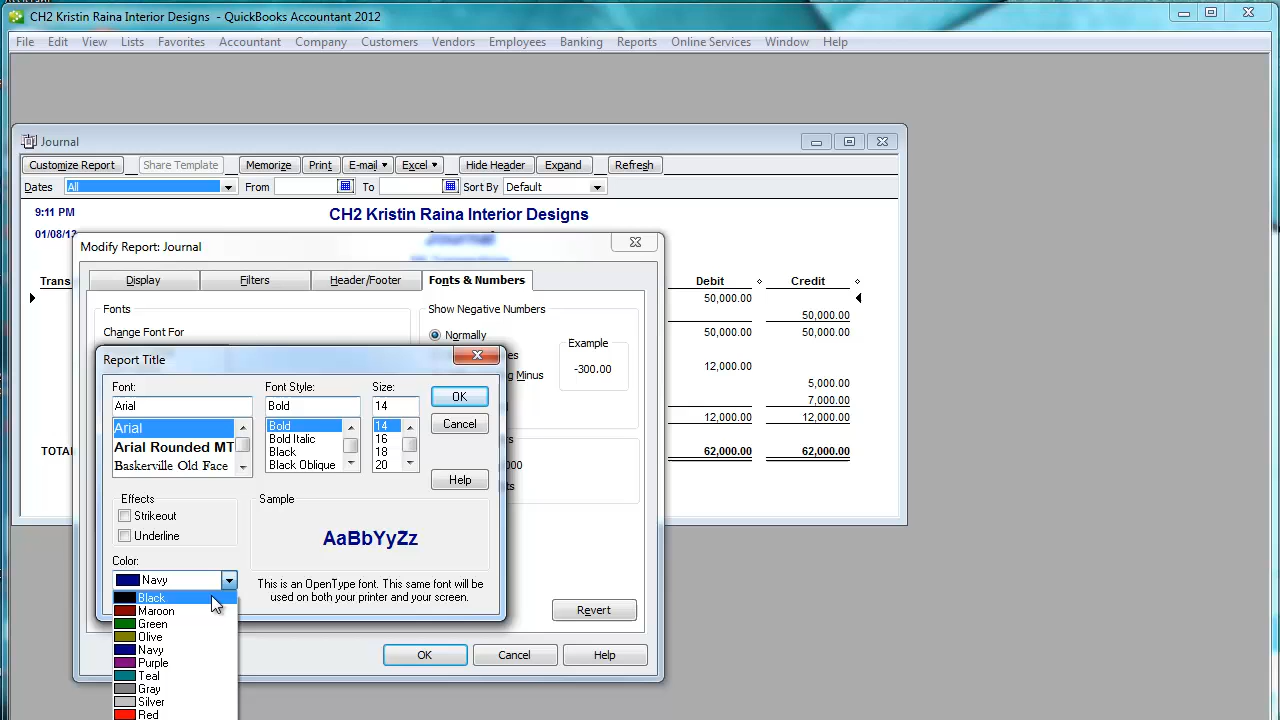 CH2 Kristin Raina Interior Designs - QuickBooks Accountant 2012
File Edit View Lists Favorites Accountant Company Customers Vendors Employees Banking Reports Online Services Window Help
Journal
Customize Report Share Template Memorize Print E-mail Excel Hide Header Expand Refresh
Dates All From To Sort By Default
9:11 PM CH2 Kristin Raina Interior Designs
01/08/13 Journal
Modify Report: Journal
Display Filters Header/Footer Fonts & Numbers
Trans Debit Credit
50,000.00
50,000.00
50,000.00 50,000.00
12,000.00
5,000.00
7,000.00
12,000.00 12,000.00
TOTA 62,000.00 62,000.00
Fonts
Change Font For
Show Negative Numbers
Normally
Example
-300.00
ng Minus
Report Title
Font: Font Style: Size:
Arial Bold 14 OK
Arial Bold 14 Cancel
Arial Rounded MT Bold Italic 16
Baskerville Old Face Black 18
Black Oblique 20
Help
Effects
Strikeout
Underline
Sample
AaBbYyZz
Color:
Navy
This is an OpenType font. This same font will be
used on both your printer and your screen.
Black
Maroon
Green
Olive
Navy
Purple
Teal
Gray
Silver
Red
Revert
OK Cancel Help